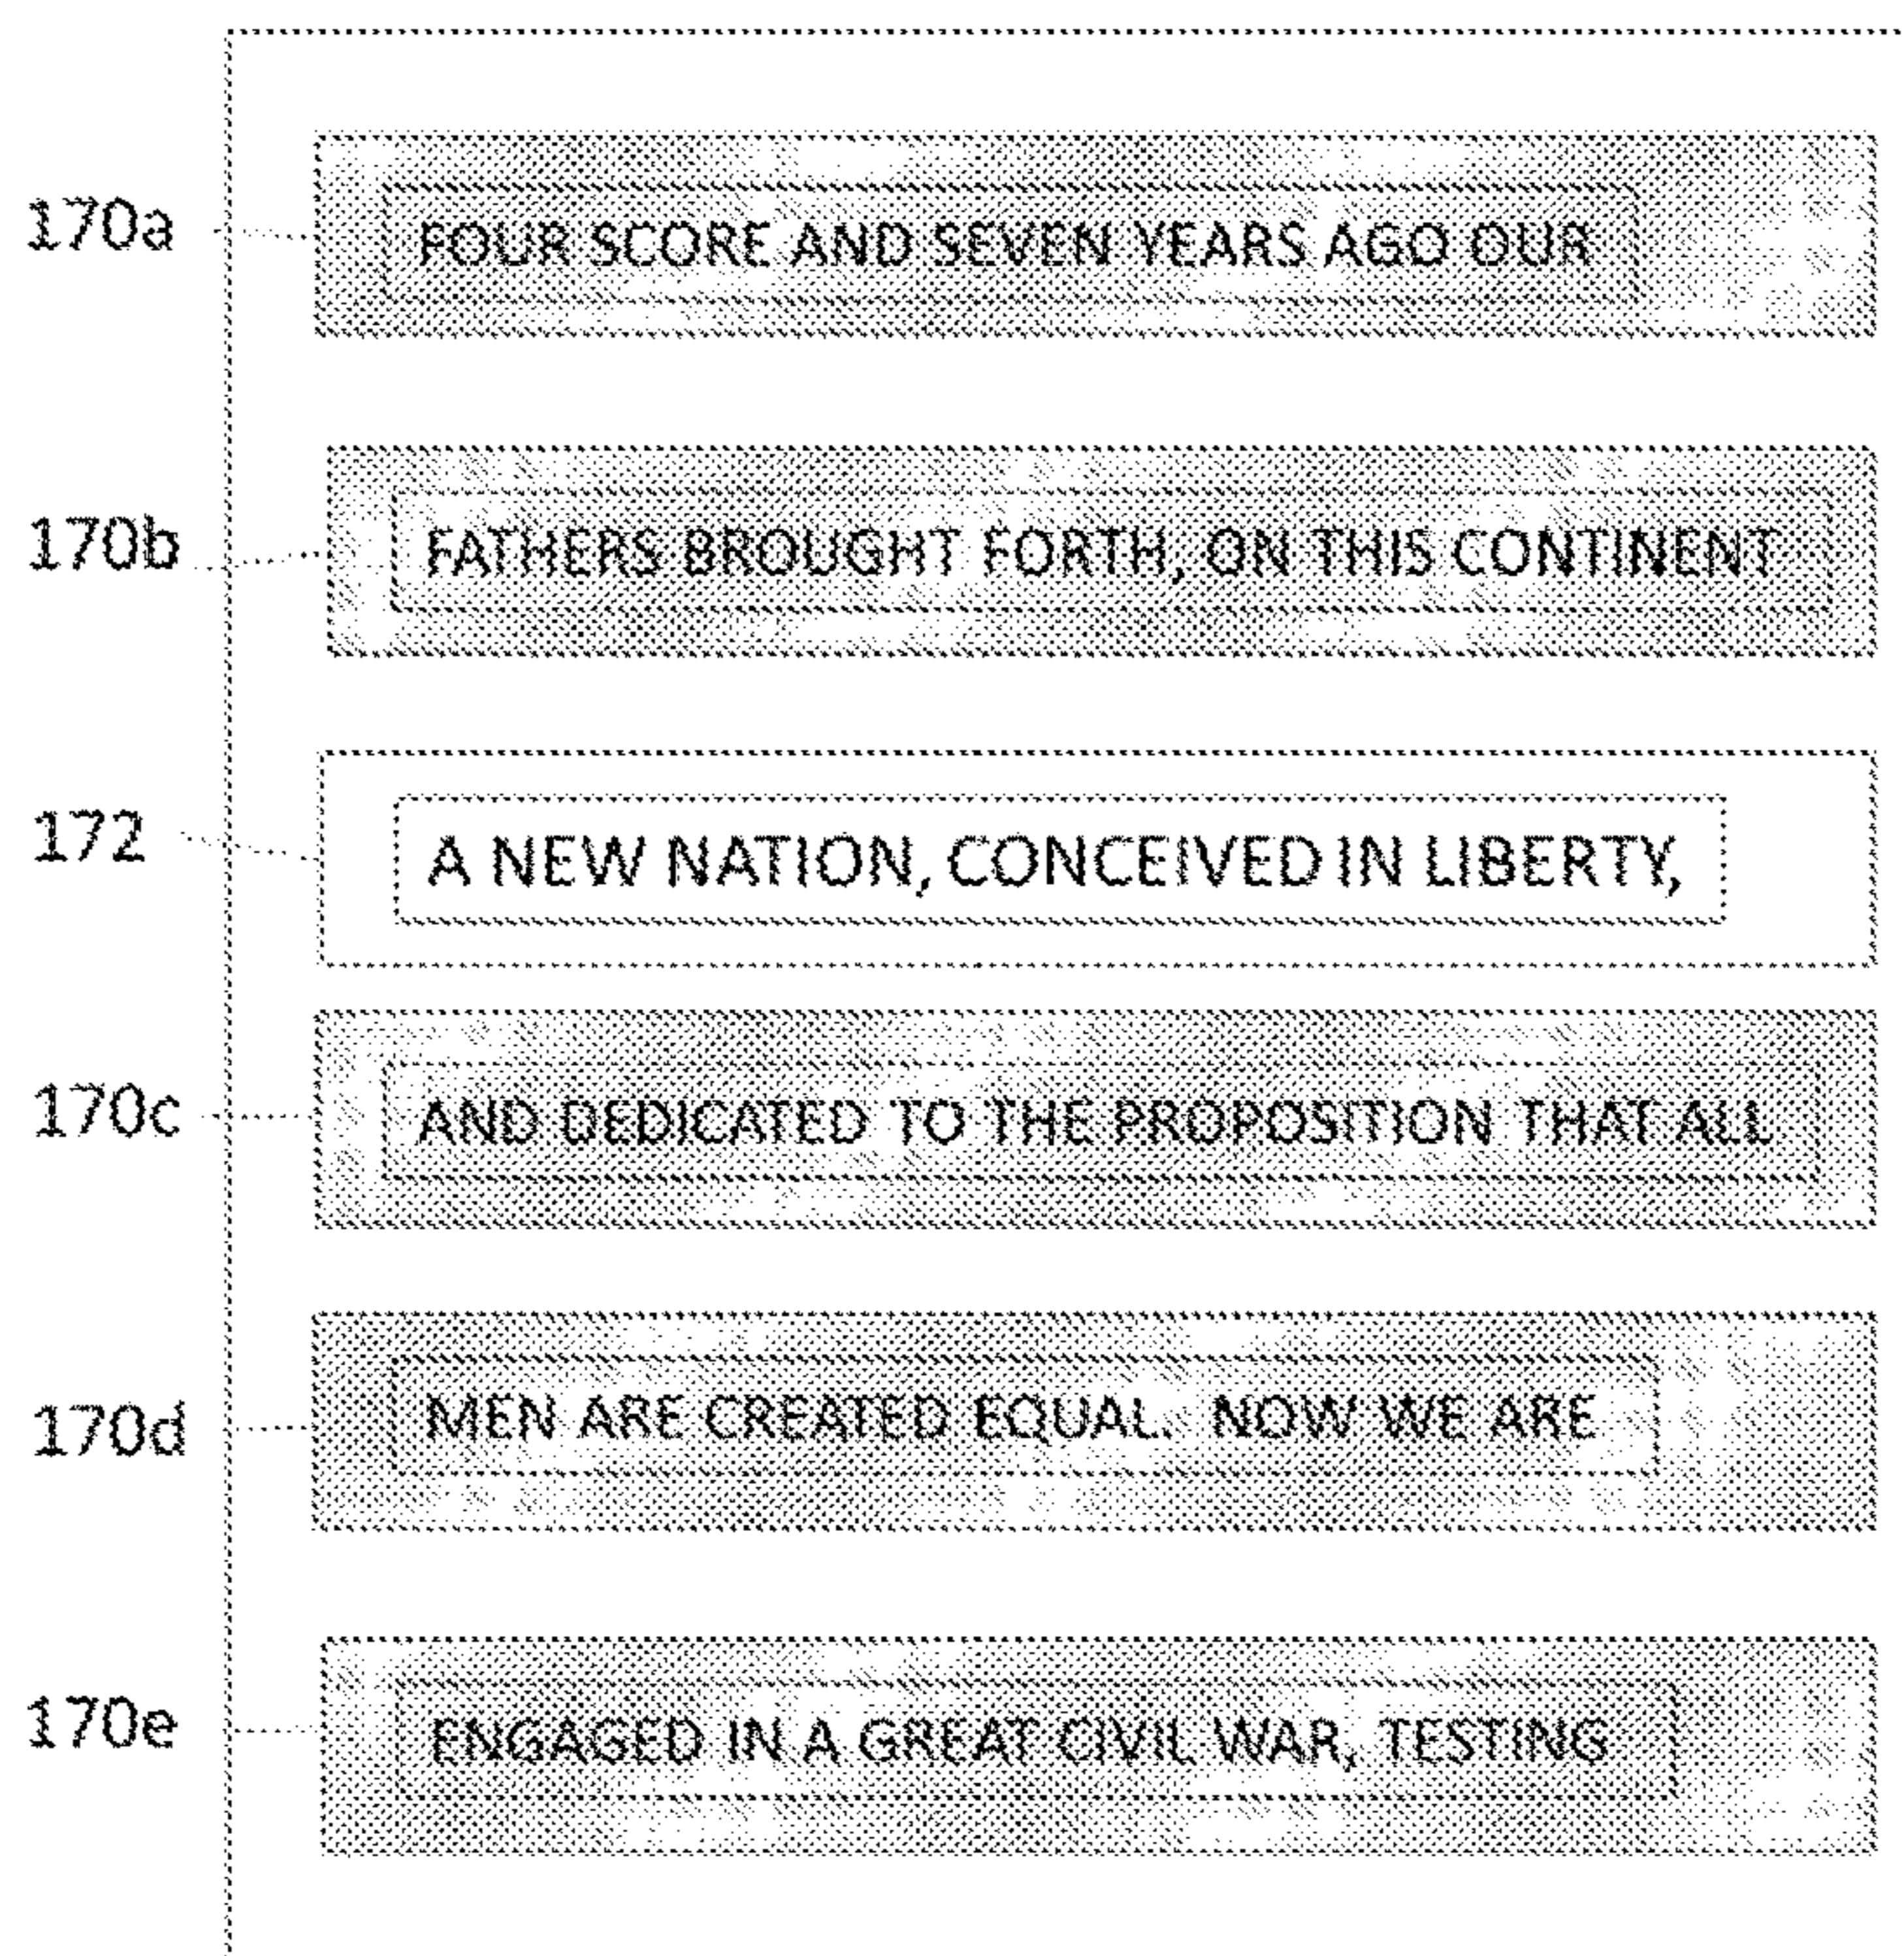 170a FOUR SCORE AND SEVEN YEARS AGO OUR
170b FATHERS BROUGHT FORTH, ON THIS CONTINENT
172 A NEW NATION, CONCEIVED IN LIBERTY,
170c AND DEDICATED TO THE PROPOSITION THAT ALL
170d MEN ARE CREATED EQUAL. NOW WE ARE
170e ENGAGED IN A GREAT CIVIL WAR, TESTING